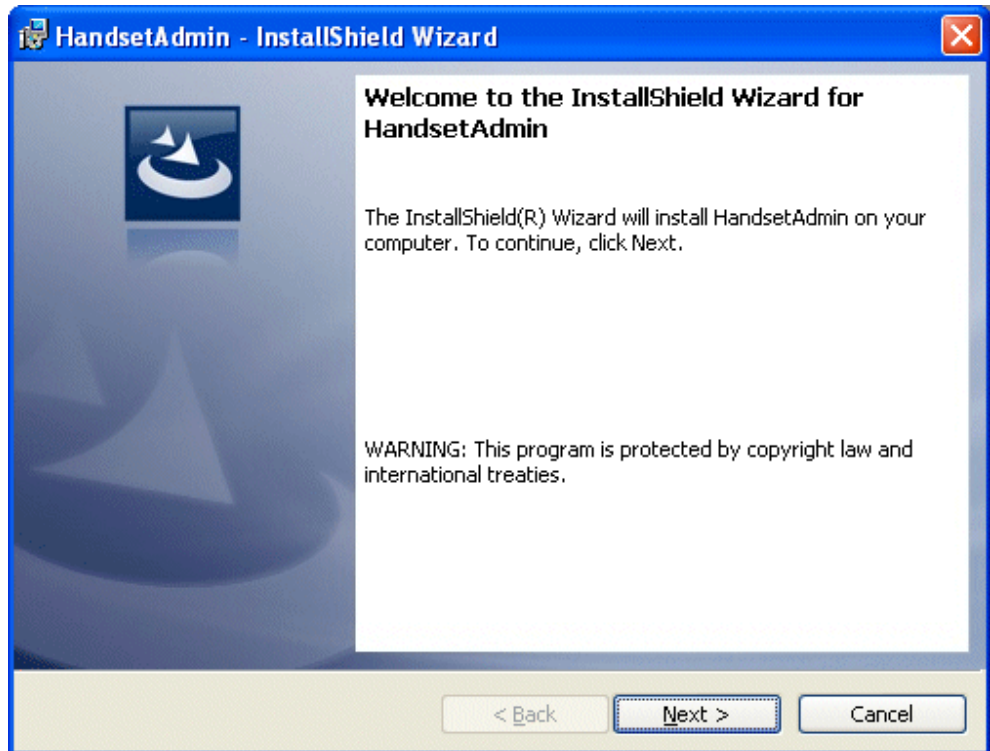 HandsetAdmin - InstallShield Wizard
Welcome to the InstallShield Wizard for
HandsetAdmin
The InstallShield(R) Wizard will install HandsetAdmin on your
computer. To continue, click Next.
WARNING: This program is protected by copyright law and
international treaties.
< Back
Next >
Cancel